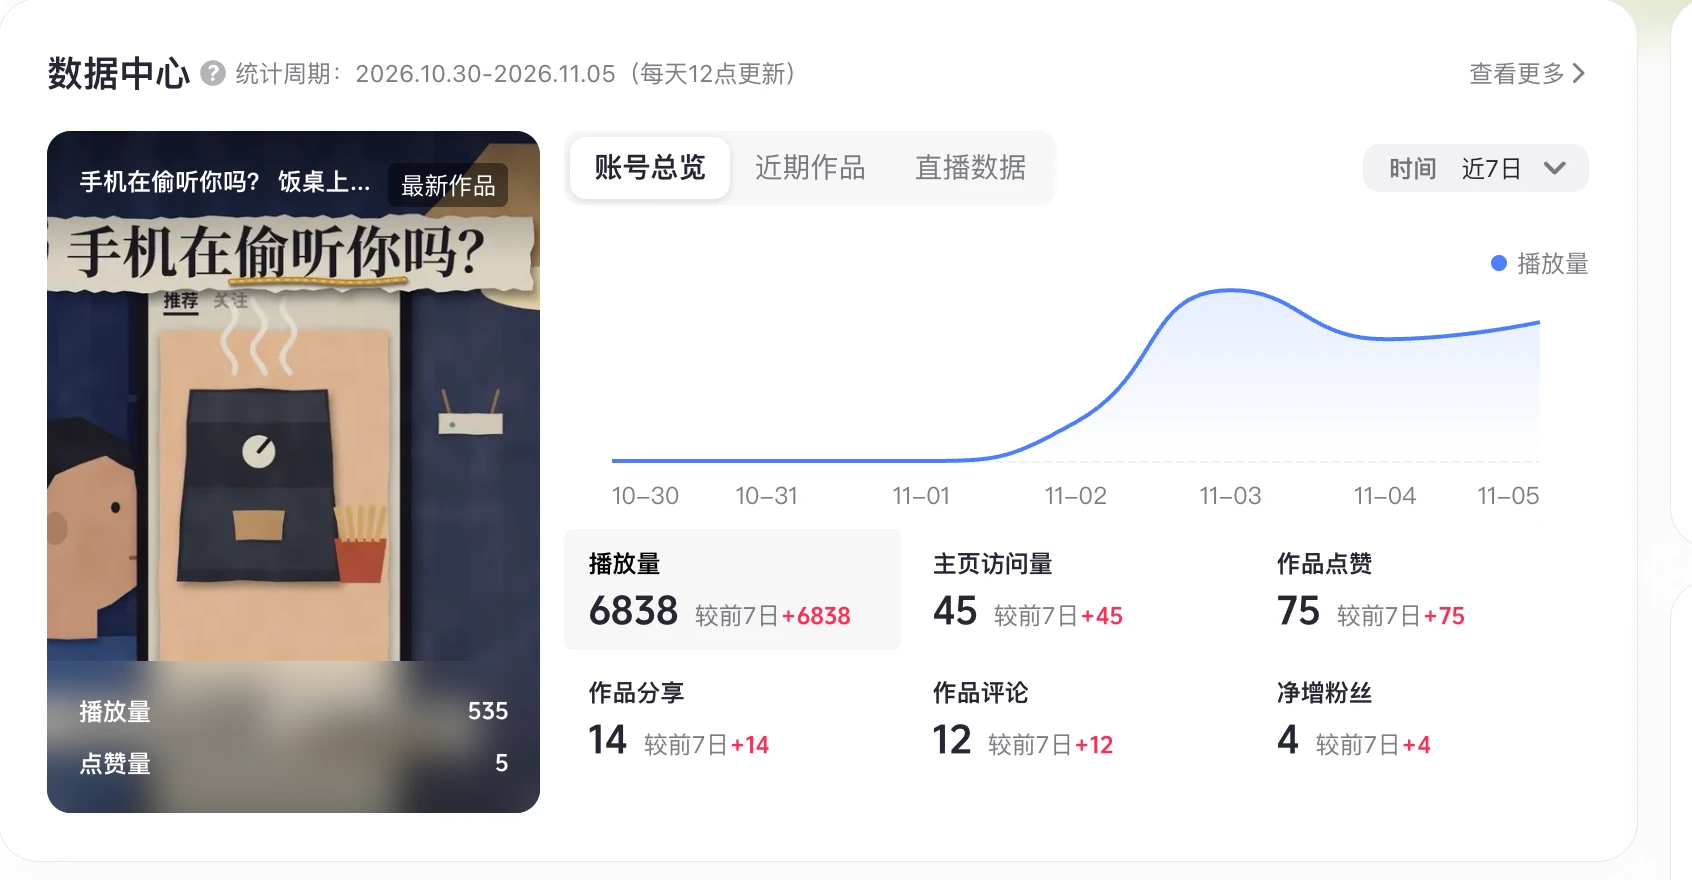 数据中心 ? 统计周期：2026.10.30-2026.11.05（每天12点更新）
查看更多
手机在偷听你吗？ 饭桌上... 最新作品
手机在偷听你吗？
推荐 关注
播放量 535
点赞量 5
账号总览 近期作品 直播数据
时间 近7日
播放量
10-30 10-31 11-01 11-02 11-03 11-04 11-05
播放量
6838 较前7日+6838
主页访问量
45 较前7日+45
作品点赞
75 较前7日+75
作品分享
14 较前7日+14
作品评论
12 较前7日+12
净增粉丝
4 较前7日+4